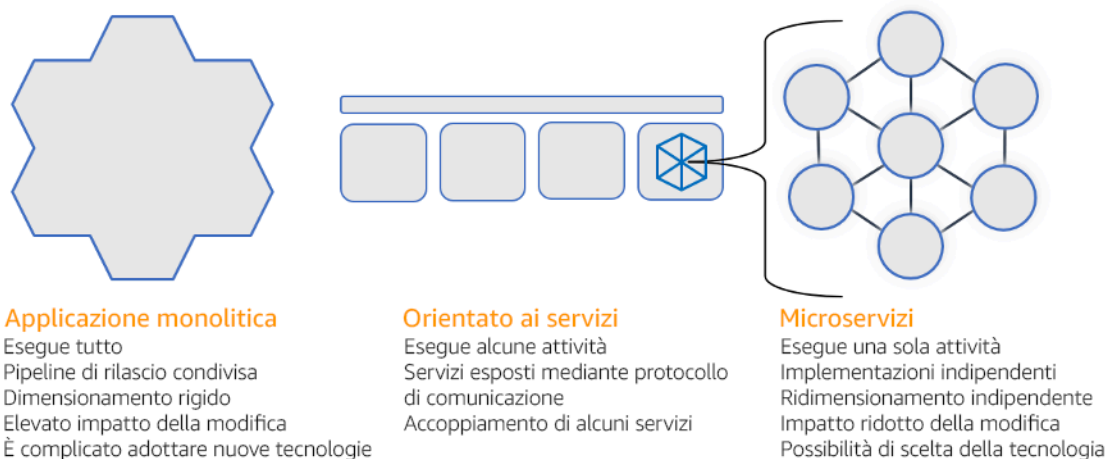 Applicazione monolitica
Esegue tutto
Pipeline di rilascio condivisa
Dimensionamento rigido
Elevato impatto della modifica
È complicato adottare nuove tecnologie
Orientato ai servizi
Esegue alcune attività
Servizi esposti mediante protocollo
di comunicazione
Accoppiamento di alcuni servizi
Microservizi
Esegue una sola attività
Implementazioni indipendenti
Ridimensionamento indipendente
Impatto ridotto della modifica
Possibilità di scelta della tecnologia